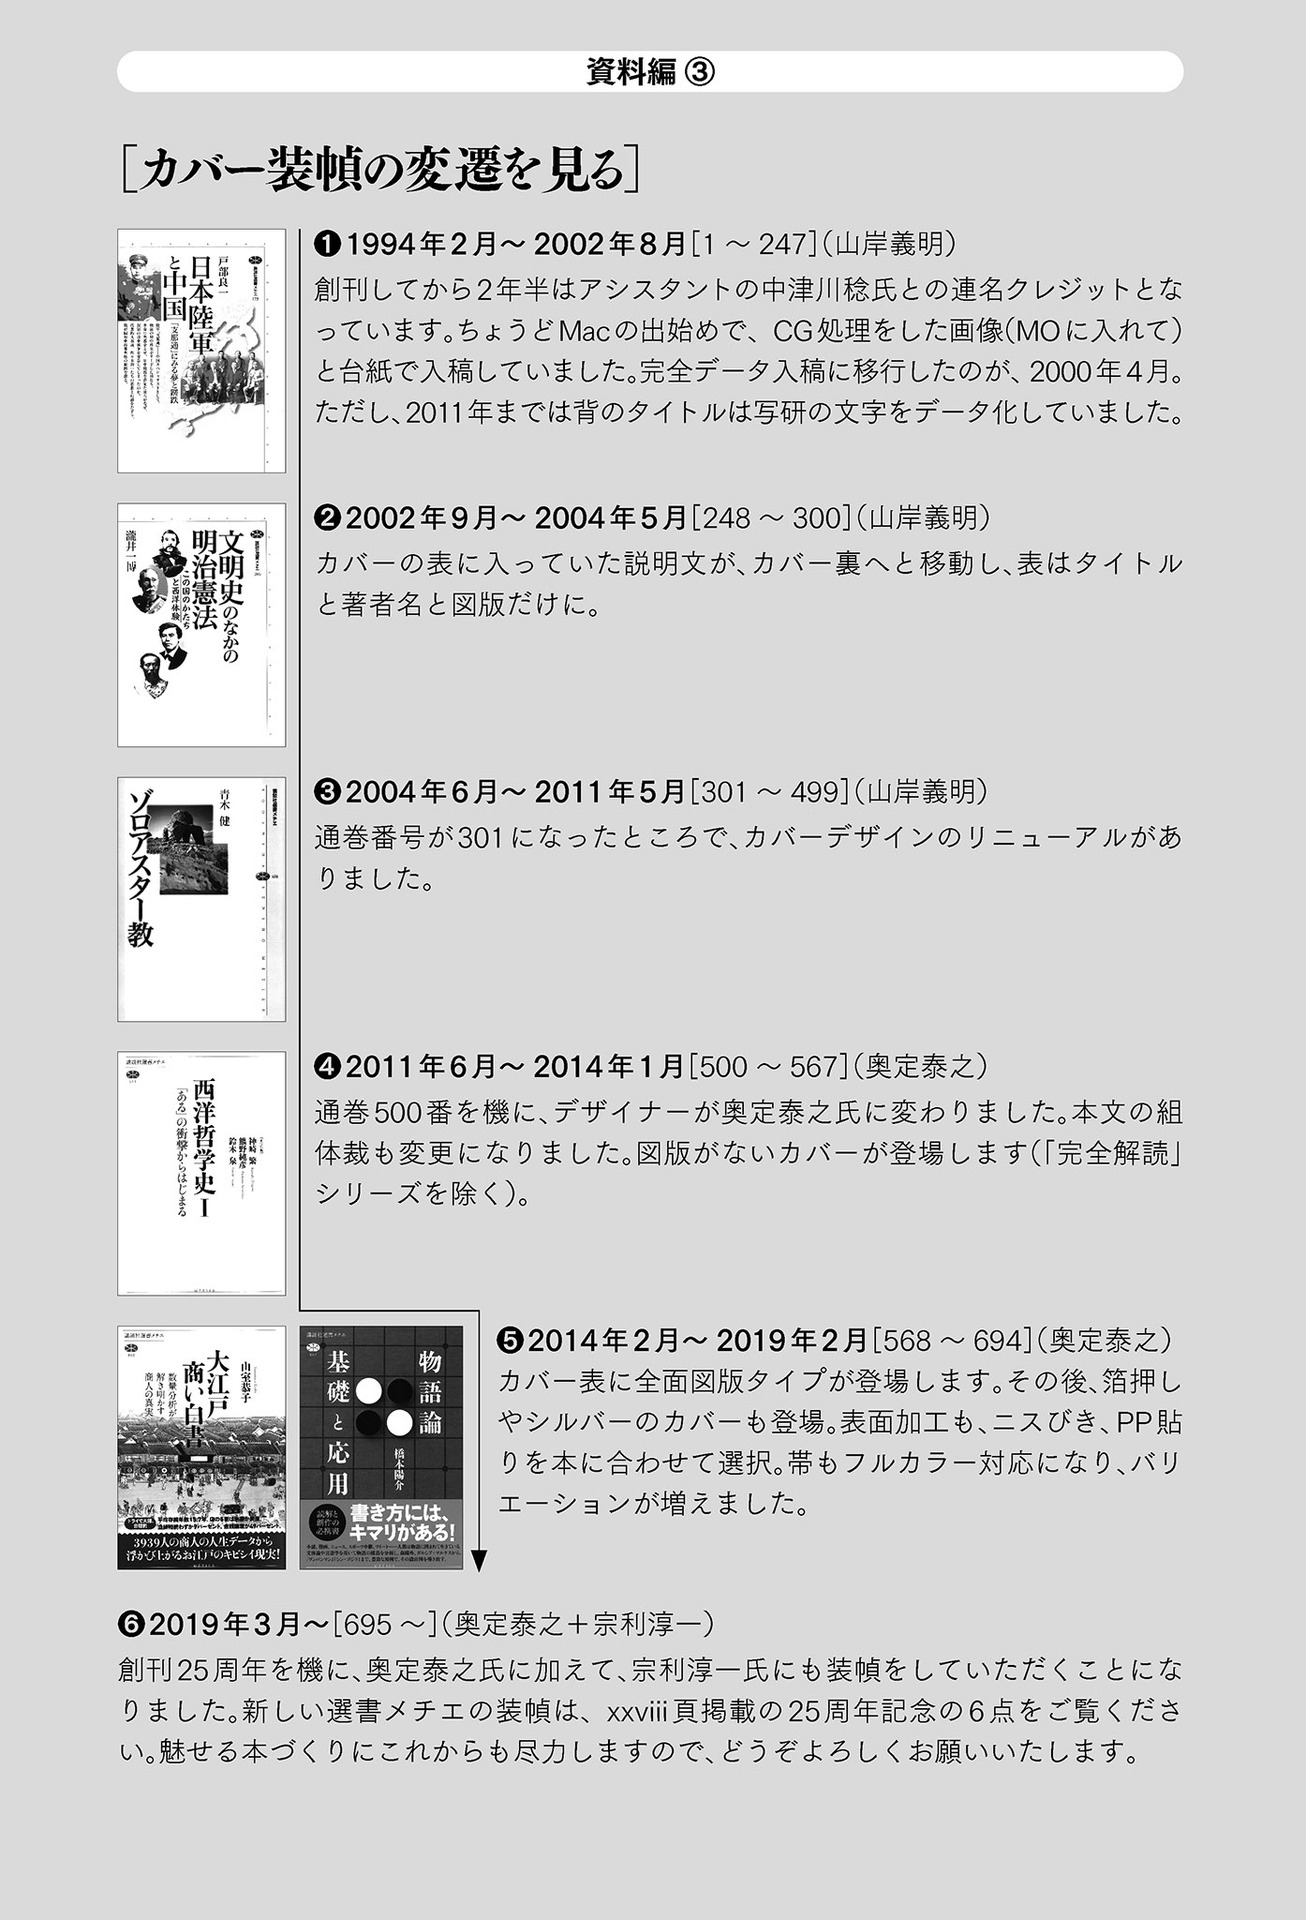 資料編 ③
［カバー装幀の変遷を見る］
❶1994年2月～2002年8月[1～247](山岸義明)
創刊してから2年半はアシスタントの中津川稔氏との連名クレジットとな
っています。ちょうどMacの出始めで、CG処理をした画像(MOに入れて)
と台紙で入稿していました。完全データ入稿に移行したのが、2000年4月。
ただし、2011年までは背のタイトルは写研の文字をデータ化していました。
戸部良一
日本陸軍
と中国
「支那通」にみる夢と蹉跌
❷2002年9月～2004年5月[248～300](山岸義明)
カバーの表に入っていた説明文が、カバー裏へと移動し、表はタイトル
と著者名と図版だけに。
文明史のなかの
明治憲法
この国のかたち
と西洋体験
瀧井一博
❸2004年6月～2011年5月[301～499](山岸義明)
通巻番号が301になったところで、カバーデザインのリニューアルがあ
りました。
青木 健
ゾロアスター教
❹2011年6月～2014年1月[500～567](奥定泰之)
通巻500番を機に、デザイナーが奥定泰之氏に変わりました。本文の組
体裁も変更になりました。図版がないカバーが登場します(「完全解読」
シリーズを除く)。
講談社選書メチエ
神崎 繁
熊野純彦
鈴木 泉
西洋哲学史 I
「ある」の衝撃からはじまる
❺2014年2月～2019年2月[568～694](奥定泰之)
カバー表に全面図版タイプが登場します。その後、箔押し
やシルバーのカバーも登場。表面加工も、ニスびき、PP貼
りを本に合わせて選択。帯もフルカラー対応になり、バリ
エーションが増えました。
講談社選書メチエ
山室恭子
大江戸
商い白書
数量分析が
解き明かす
商人の真実
3939人の商人の人生データから
浮かび上がるお江戸のキビシイ現実!
講談社選書メチエ
物語論
基礎と応用
橋本陽介
読解と
創作の
必携書
書き方には、
キマリがある!
❻2019年3月～[695～](奥定泰之＋宗利淳一)
創刊25周年を機に、奥定泰之氏に加えて、宗利淳一氏にも装幀をしていただくことにな
りました。新しい選書メチエの装幀は、xxviii頁掲載の25周年記念の6点をご覧くださ
い。魅せる本づくりにこれからも尽力しますので、どうぞよろしくお願いいたします。